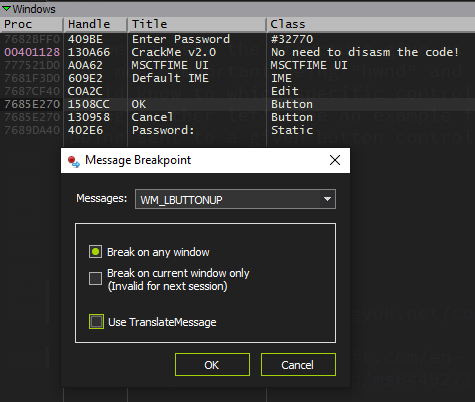 Windows
Proc Handle Title Class
7682BFF0 409BE Enter Password #32770
00401128 130A66 CrackMe v2.0 No need to disasm the code!
777521D0 A0A62 MSCTFIME UI MSCTFIME UI
7681F3D0 609E2 Default IME IME
7687CF40 C0A2C Edit
7685E270 1508CC OK Button
7685E270 130958 Cancel Button
7689DA40 402E6 Password: Static
Message Breakpoint
Messages: WM_LBUTTONUP
Break on any window
Break on current window only
(Invalid for next session)
Use TranslateMessage
OK Cancel